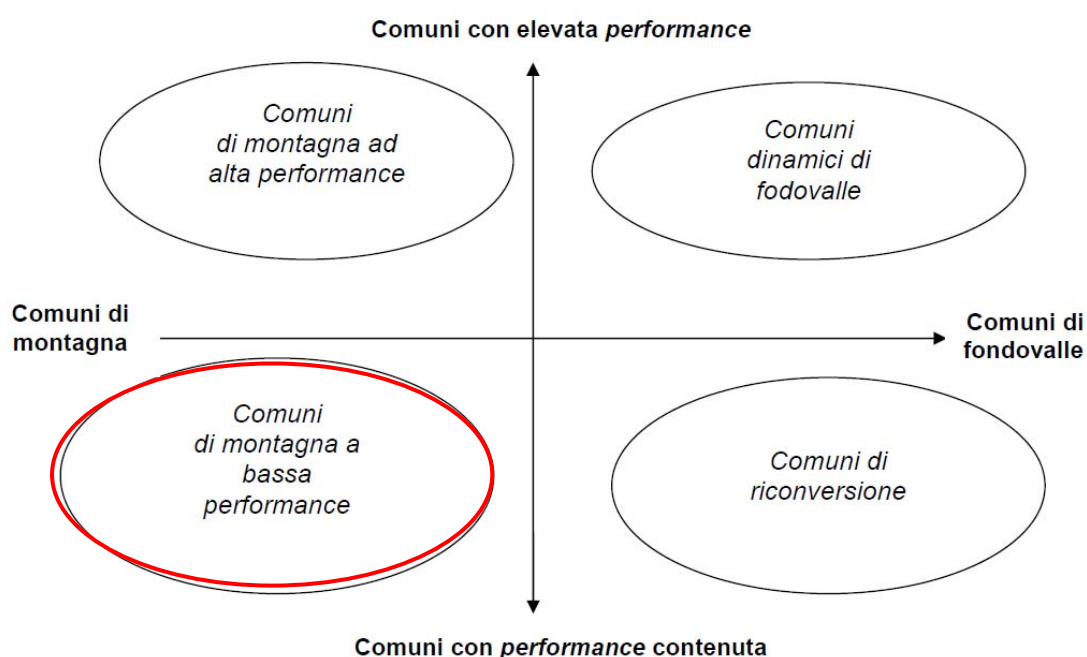 Comuni con elevata performance
Comuni
di montagna ad
alta performance
Comuni
dinamici di
fodovalle
Comuni di
montagna
Comuni di
fondovalle
Comuni
di montagna a
bassa
performance
Comuni di
riconversione
Comuni con performance contenuta